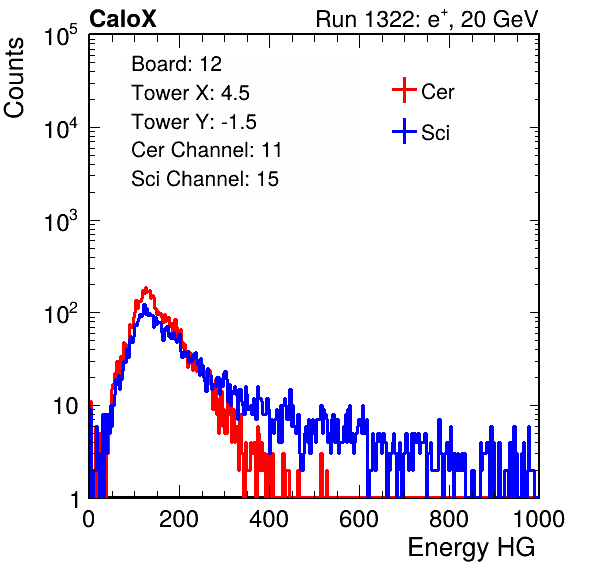 CaloX Run 1322: e⁺, 20 GeV
Board: 12
Tower X: 4.5
Tower Y: -1.5
Cer Channel: 11
Sci Channel: 15
Cer
Sci
Counts
10⁵
10⁴
10³
10²
10
1
0 200 400 600 800 1000
Energy HG